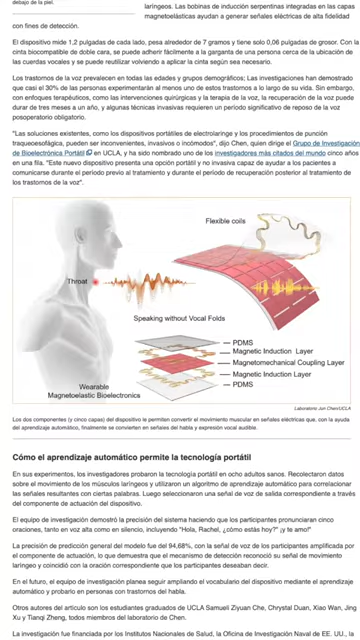 debajo de la piel.
laríngeos. Las bobinas de inducción serpentinas integradas en las capas
magnetoelásticas ayudan a generar señales eléctricas de alta fidelidad
con fines de detección.
El dispositivo mide 1,2 pulgadas de cada lado, pesa alrededor de 7 gramos y tiene solo 0,06 pulgadas de grosor. Con la
cinta biocompatible de doble cara, se puede adherir fácilmente a la garganta de una persona cerca de la ubicación de
las cuerdas vocales y se puede reutilizar volviendo a aplicar la cinta según sea necesario.
Los trastornos de la voz prevalecen en todas las edades y grupos demográficos; Las investigaciones han demostrado
que casi el 30% de las personas experimentarán al menos uno de estos trastornos a lo largo de su vida. Sin embargo,
con enfoques terapéuticos, como las intervenciones quirúrgicas y la terapia de la voz, la recuperación de la voz puede
durar de tres meses a un año, y algunas técnicas invasivas requieren un período significativo de reposo de la voz
posoperatorio obligatorio.
"Las soluciones existentes, como los dispositivos portátiles de electrolaringe y los procedimientos de punción
traqueoesofágica, pueden ser inconvenientes, invasivos o incómodos", dijo Chen, quien dirige el Grupo de Investigación
de Bioelectrónica Portátil en UCLA, y ha sido nombrado uno de los investigadores más citados del mundo cinco años
en una fila. "Este nuevo dispositivo presenta una opción portátil y no invasiva capaz de ayudar a los pacientes a
comunicarse durante el período previo al tratamiento y durante el período de recuperación posterior al tratamiento de
los trastornos de la voz".
Flexible coils
Throat
Speaking without Vocal Folds
PDMS
Magnetic Induction Layer
Magnetomechanical Coupling Layer
Magnetic Induction Layer
PDMS
Wearable
Magnetoelastic Bioelectronics
Laboratorio Jun Chen/UCLA
Los dos componentes (y cinco capas) del dispositivo le permiten convertir el movimiento muscular en señales eléctricas que, con la ayuda
del aprendizaje automático, finalmente se convierten en señales del habla y expresión vocal audible.
Cómo el aprendizaje automático permite la tecnología portátil
En sus experimentos, los investigadores probaron la tecnología portátil en ocho adultos sanos. Recolectaron datos
sobre el movimiento de los músculos laríngeos y utilizaron un algoritmo de aprendizaje automático para correlacionar
las señales resultantes con ciertas palabras. Luego seleccionaron una señal de voz de salida correspondiente a través
del componente de actuación del dispositivo.
El equipo de investigación demostró la precisión del sistema haciendo que los participantes pronunciaran cinco
oraciones, tanto en voz alta como en silencio, incluyendo "Hola, Rachel, ¿cómo estás hoy?" ¡y te amo!"
La precisión de predicción general del modelo fue del 94,68%, con la señal de voz de los participantes amplificada por
el componente de actuación, lo que demuestra que el mecanismo de detección reconoció su señal de movimiento
laríngeo y coincidió con la oración correspondiente que los participantes deseaban decir.
En el futuro, el equipo de investigación planea seguir ampliando el vocabulario del dispositivo mediante el aprendizaje
automático y probarlo en personas con trastornos del habla.
Otros autores del artículo son los estudiantes graduados de UCLA Samuel Ziyuan Che, Chrystal Duan, Xiao Wan, Jing
Xu y Tianqi Zheng, todos miembros del laboratorio de Chen.
La investigación fue financiada por los Institutos Nacionales de Salud, la Oficina de Investigación Naval de EE. UU., la